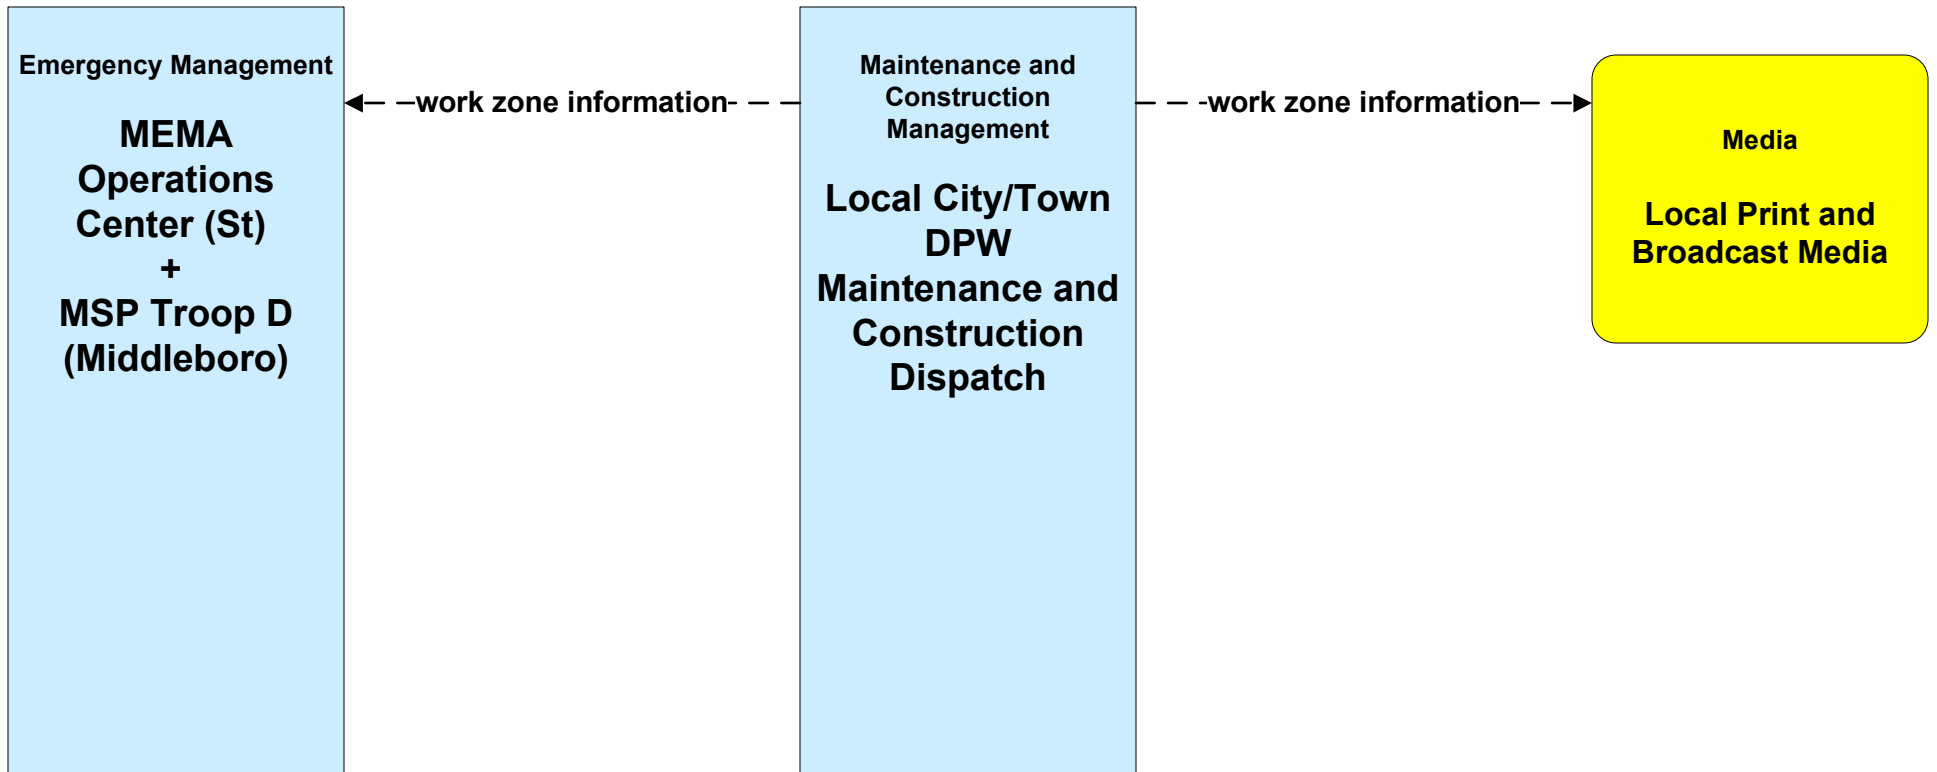 Emergency Management
MEMA
Operations
Center (St)
+
MSP Troop D
(Middleboro)
work zone information
Maintenance and
Construction
Management
Local City/Town
DPW
Maintenance and
Construction
Dispatch
work zone information
Media
Local Print and
Broadcast Media